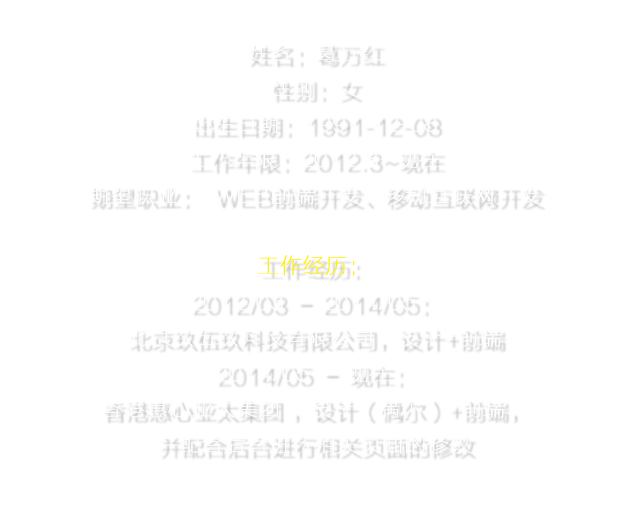 姓名：葛万红
性别：女
出生日期：1991-12-08
工作年限：2012.3~现在
期望职业： WEB前端开发、移动互联网开发
工作经历：
2012/03 - 2014/05：
北京玖伍玖科技有限公司，设计+前端
2014/05 - 现在：
香港惠心亚太集团 ，设计（偶尔）+前端，
并配合后台进行相关页面的修改